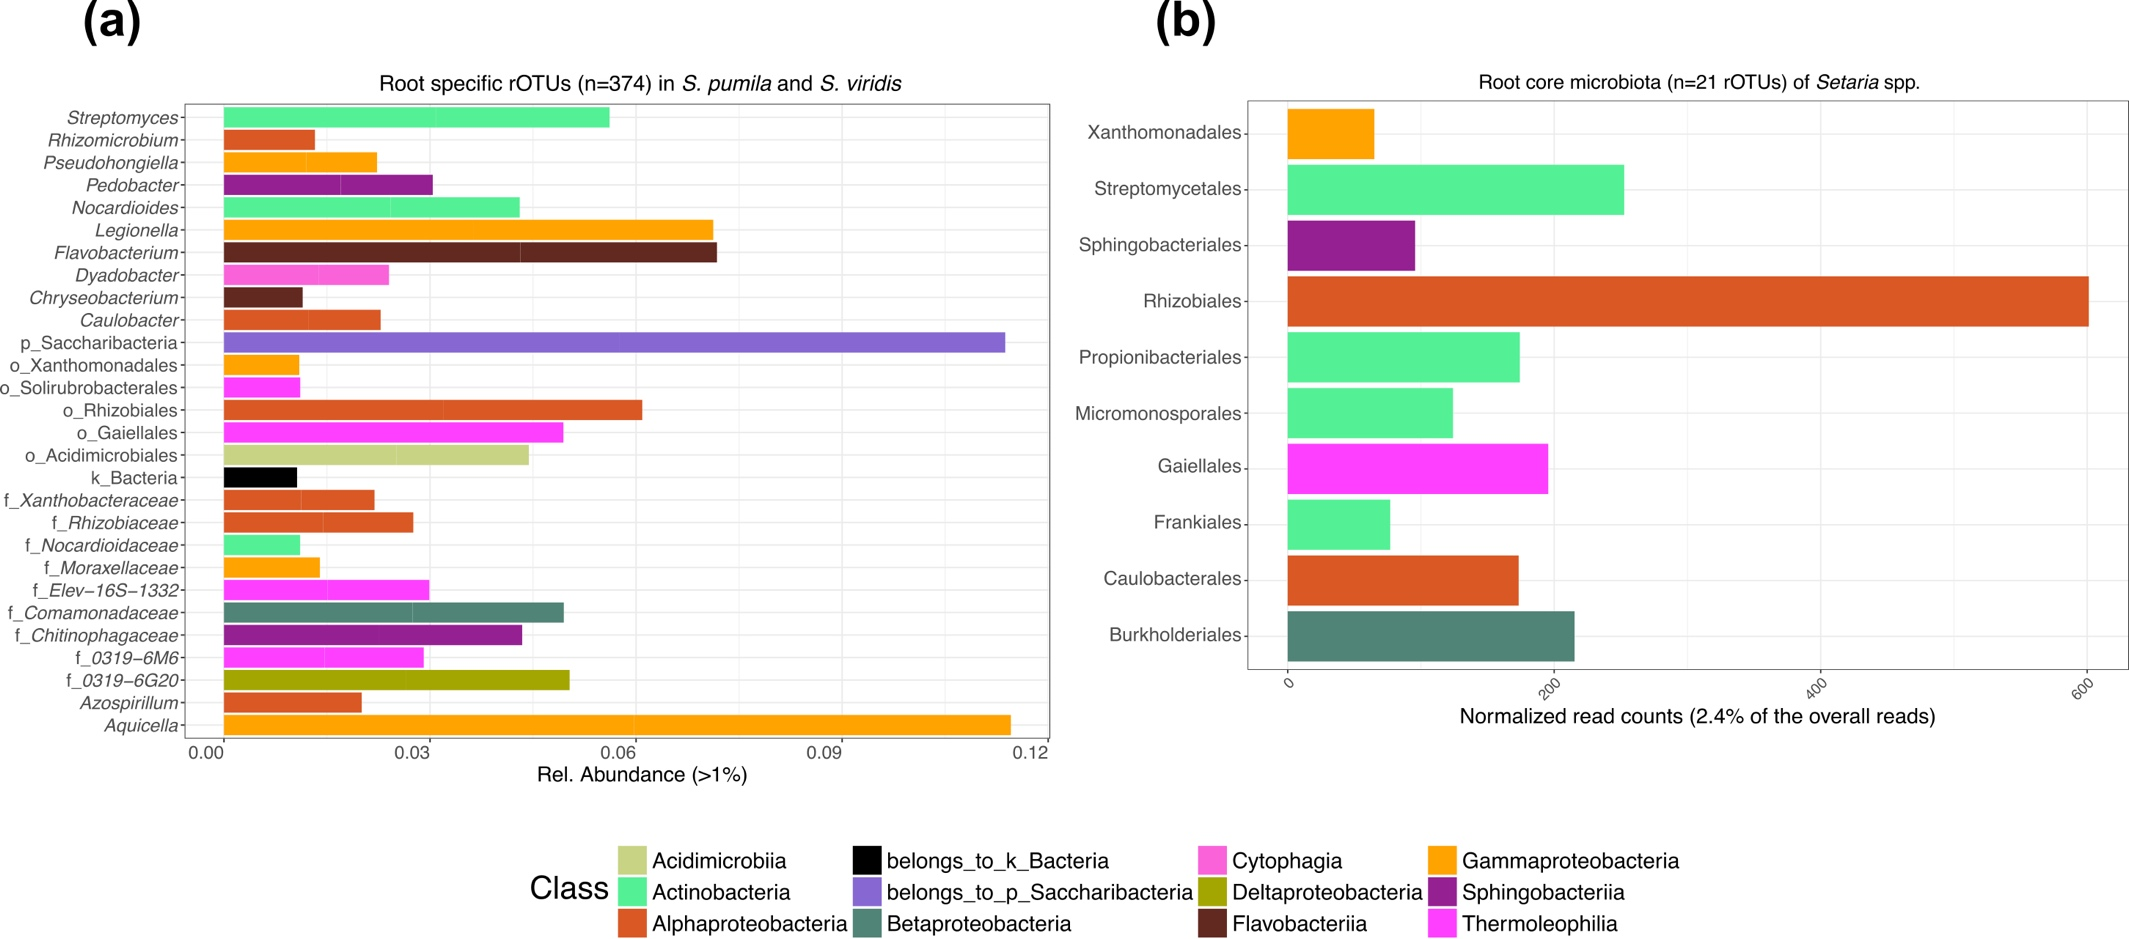 (a)
Root specific rOTUs (n=374) in S. pumila and S. viridis
Streptomyces
Rhizomicrobium
Pseudohongiella
Pedobacter
Nocardioides
Legionella
Flavobacterium
Dyadobacter
Chryseobacterium
Caulobacter
p_Saccharibacteria
o_Xanthomonadales
o_Solirubrobacterales
o_Rhizobiales
o_Gaiellales
o_Acidimicrobiales
k_Bacteria
f_Xanthobacteraceae
f_Rhizobiaceae
f_Nocardioidaceae
f_Moraxellaceae
f_Elev−16S−1332
f_Comamonadaceae
f_Chitinophagaceae
f_0319−6M6
f_0319−6G20
Azospirillum
Aquicella
0.00 0.03 0.06 0.09 0.12
Rel. Abundance (>1%)
(b)
Root core microbiota (n=21 rOTUs) of Setaria spp.
Xanthomonadales
Streptomycetales
Sphingobacteriales
Rhizobiales
Propionibacteriales
Micromonosporales
Gaiellales
Frankiales
Caulobacterales
Burkholderiales
0 200 400 600
Normalized read counts (2.4% of the overall reads)
Class
Acidimicrobiia belongs_to_k_Bacteria Cytophagia Gammaproteobacteria
Actinobacteria belongs_to_p_Saccharibacteria Deltaproteobacteria Sphingobacteriia
Alphaproteobacteria Betaproteobacteria Flavobacteriia Thermoleophilia